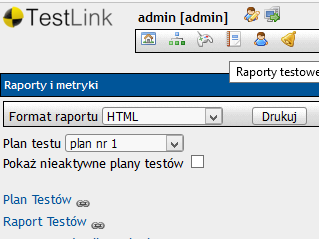 TestLink
admin [admin]
Raporty testowe
Raporty i metryki
Format raportu HTML Drukuj
Plan testu plan nr 1
Pokaż nieaktywne plany testów
Plan Testów
Raport Testów